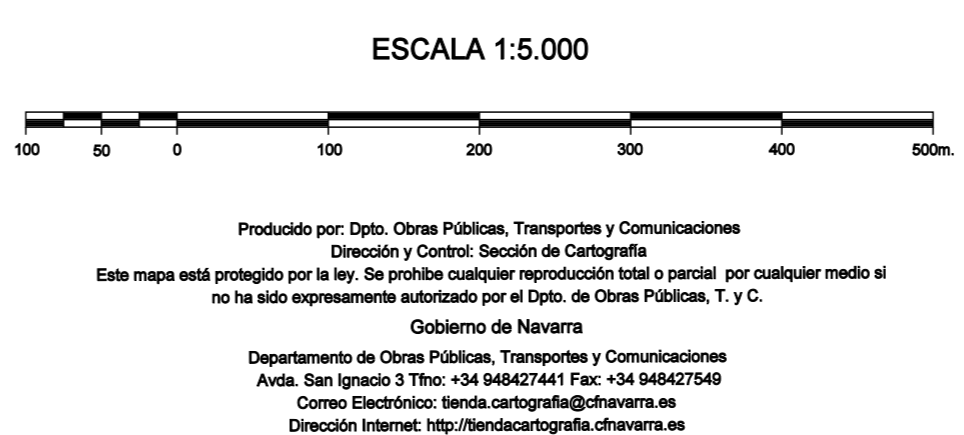 ESCALA 1:5.000
100 50 0 100 200 300 400 500m.
Producido por: Dpto. Obras Públicas, Transportes y Comunicaciones
Dirección y Control: Sección de Cartografía
Este mapa está protegido por la ley. Se prohibe cualquier reproducción total o parcial por cualquier medio si
no ha sido expresamente autorizado por el Dpto. de Obras Públicas, T. y C.
Gobierno de Navarra
Departamento de Obras Públicas, Transportes y Comunicaciones
Avda. San Ignacio 3 Tfno: +34 948427441 Fax: +34 948427549
Correo Electrónico: tienda.cartografia@cfnavarra.es
Dirección Internet: http://tiendacartografia.cfnavarra.es